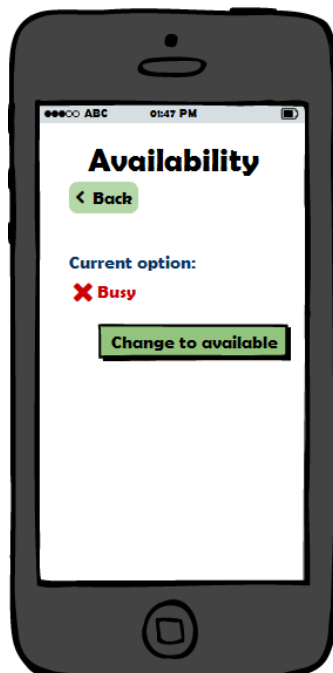 ABC 01:47 PM
Availability
Back
Current option:
Busy
Change to available